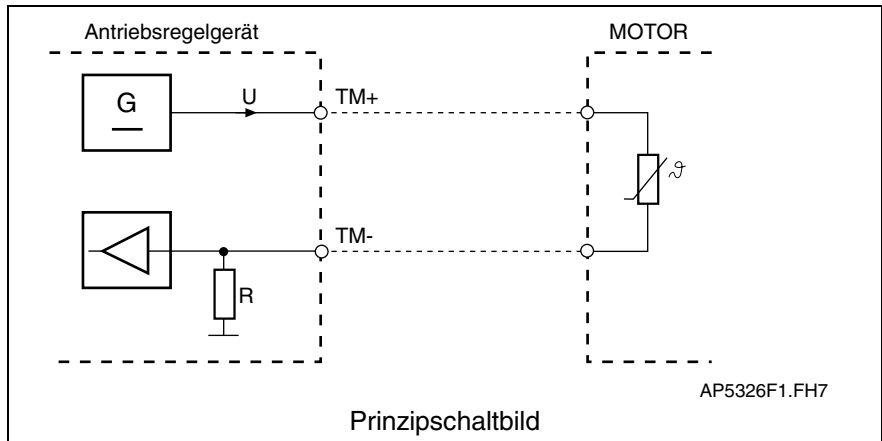 Antriebsregelgerät
MOTOR
G
U
TM+
ϑ
TM-
R
AP5326F1.FH7
Prinzipschaltbild